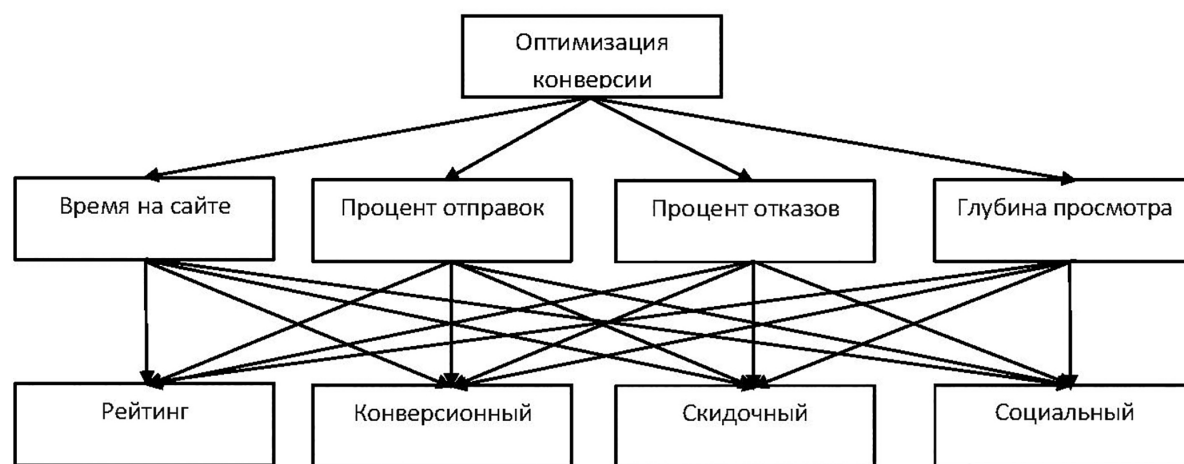 Оптимизация
конверсии
Время на сайте
Процент отправок
Процент отказов
Глубина просмотра
Рейтинг
Конверсионный
Скидочный
Социальный